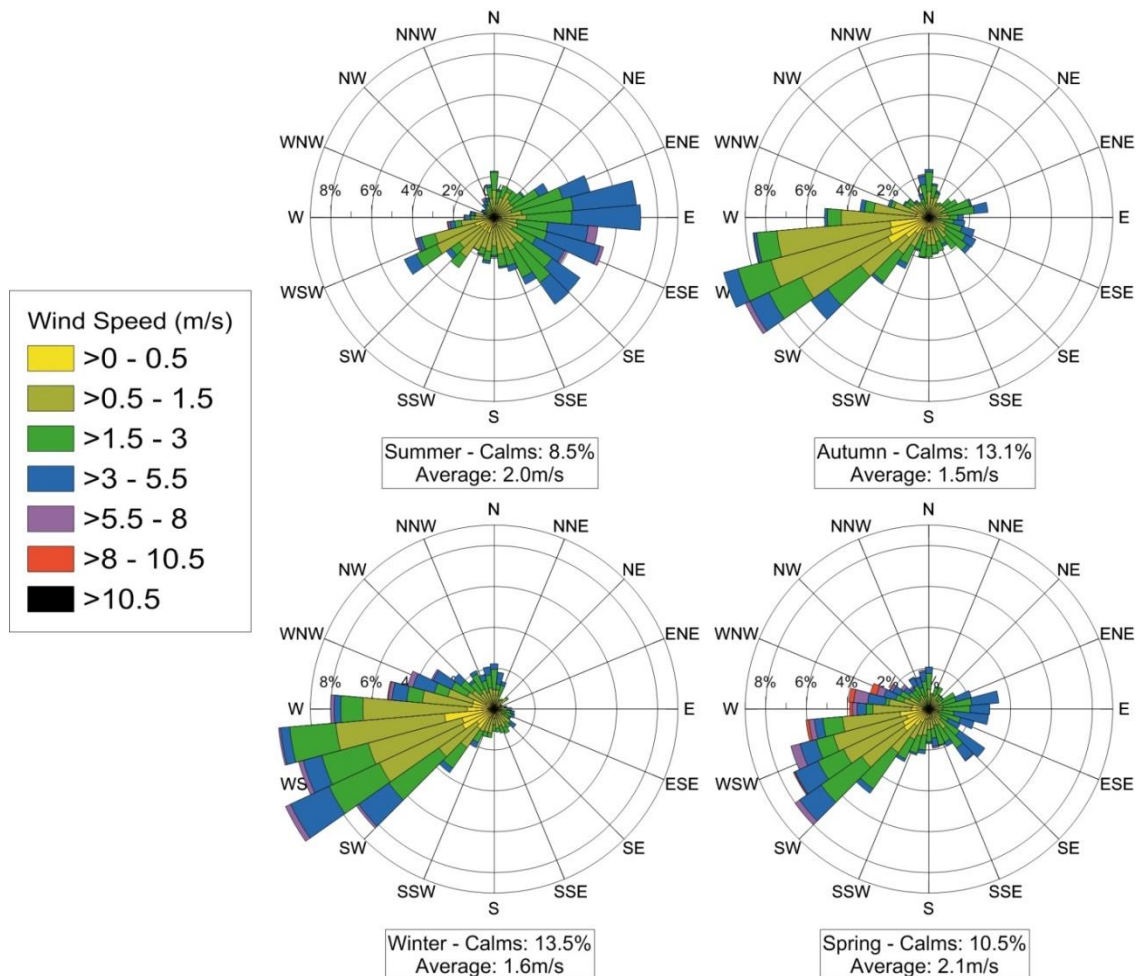 N
NNW
NNE
NW
NE
WNW
ENE
8%
6%
4%
2%
W
E
WSW
ESE
SW
SE
SSW
SSE
S
Summer - Calms: 8.5%
Average: 2.0m/s
N
NNW
NNE
NW
NE
WNW
ENE
8%
6%
4%
2%
W
E
W
ESE
SW
SE
SSW
SSE
S
Autumn - Calms: 13.1%
Average: 1.5m/s
Wind Speed (m/s)
>0 - 0.5
>0.5 - 1.5
>1.5 - 3
>3 - 5.5
>5.5 - 8
>8 - 10.5
>10.5
N
NNW
NNE
NW
NE
WNW
ENE
8%
6%
4
W
E
WS
ESE
SW
SE
SSW
SSE
S
Winter - Calms: 13.5%
Average: 1.6m/s
N
NNW
NNE
NW
NE
WNW
ENE
8%
6%
4%
2%
W
E
WSW
ESE
SW
SE
SSW
SSE
S
Spring - Calms: 10.5%
Average: 2.1m/s